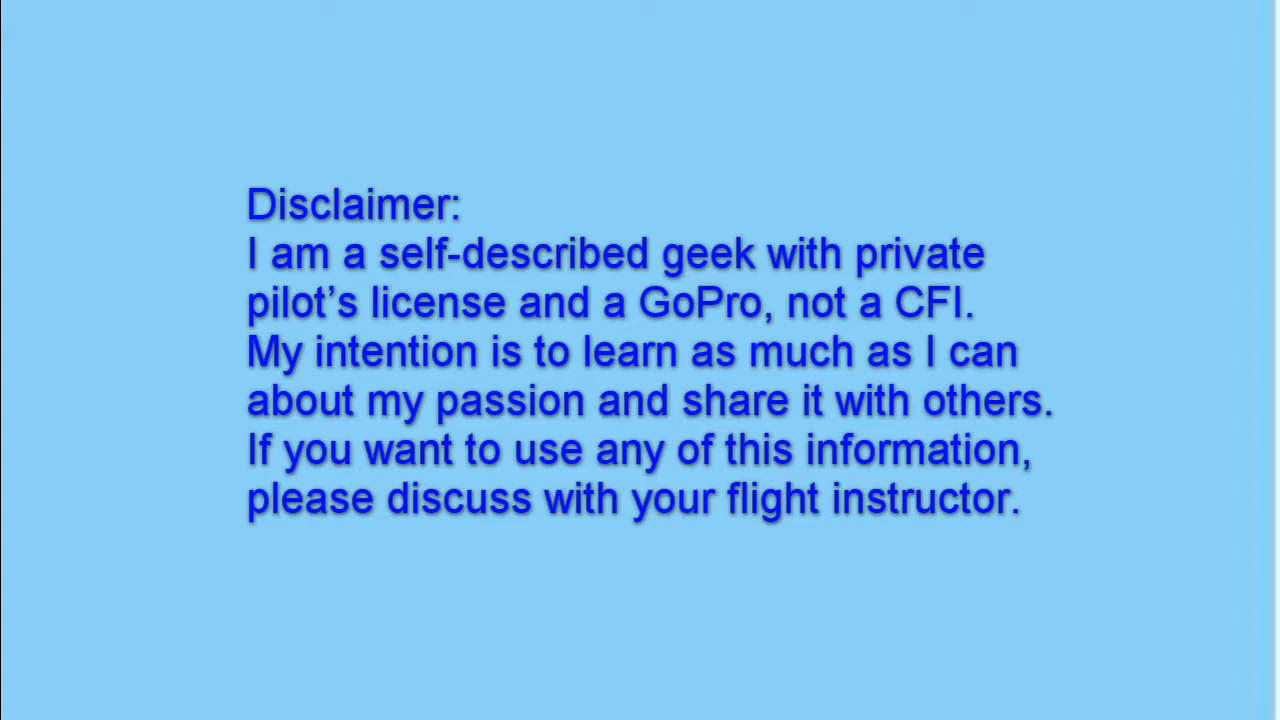 Disclaimer:
I am a self-described geek with private
pilot’s license and a GoPro, not a CFI.
My intention is to learn as much as I can
about my passion and share it with others.
If you want to use any of this information,
please discuss with your flight instructor.